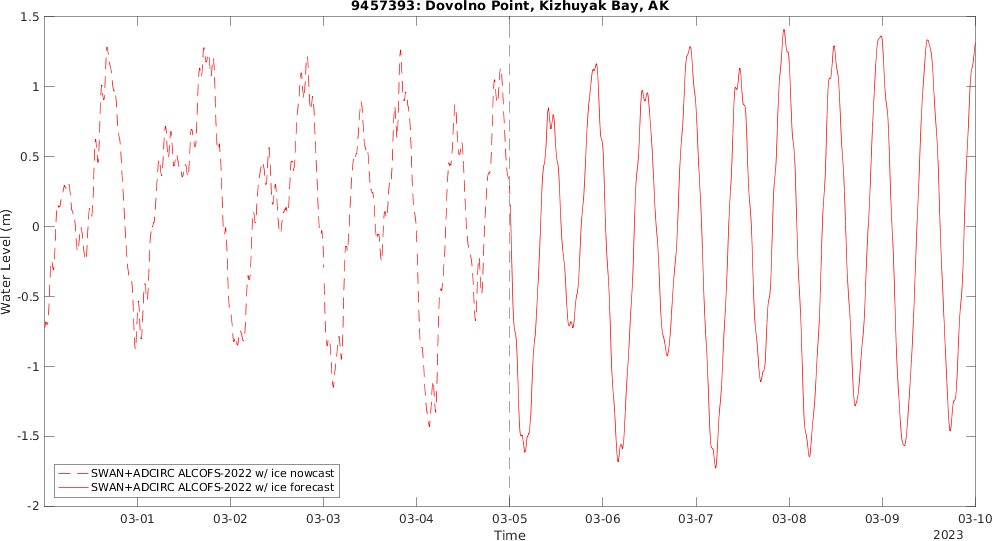 9457393: Dovolno Point, Kizhuyak Bay, AK
Water Level (m)
1.5
1
0.5
0
-0.5
-1
-1.5
-2
SWAN+ADCIRC ALCOFS-2022 w/ ice nowcast
SWAN+ADCIRC ALCOFS-2022 w/ ice forecast
03-01 03-02 03-03 03-04 03-05 03-06 03-07 03-08 03-09 03-10
Time
2023